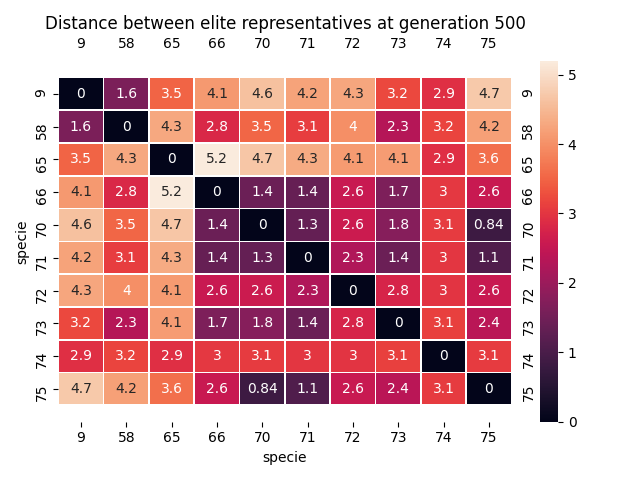 Distance between elite representatives at generation 500
9 58 65 66 70 71 72 73 74 75
9 0 1.6 3.5 4.1 4.6 4.2 4.3 3.2 2.9 4.7 9
58 1.6 0 4.3 2.8 3.5 3.1 4 2.3 3.2 4.2 58
65 3.5 4.3 0 5.2 4.7 4.3 4.1 4.1 2.9 3.6 65
66 4.1 2.8 5.2 0 1.4 1.4 2.6 1.7 3 2.6 66
70 4.6 3.5 4.7 1.4 0 1.3 2.6 1.8 3.1 0.84 70
71 4.2 3.1 4.3 1.4 1.3 0 2.3 1.4 3 1.1 71
72 4.3 4 4.1 2.6 2.6 2.3 0 2.8 3 2.6 72
73 3.2 2.3 4.1 1.7 1.8 1.4 2.8 0 3.1 2.4 73
74 2.9 3.2 2.9 3 3.1 3 3 3.1 0 3.1 74
75 4.7 4.2 3.6 2.6 0.84 1.1 2.6 2.4 3.1 0 75
9 58 65 66 70 71 72 73 74 75
specie
specie
5
4
3
2
1
0